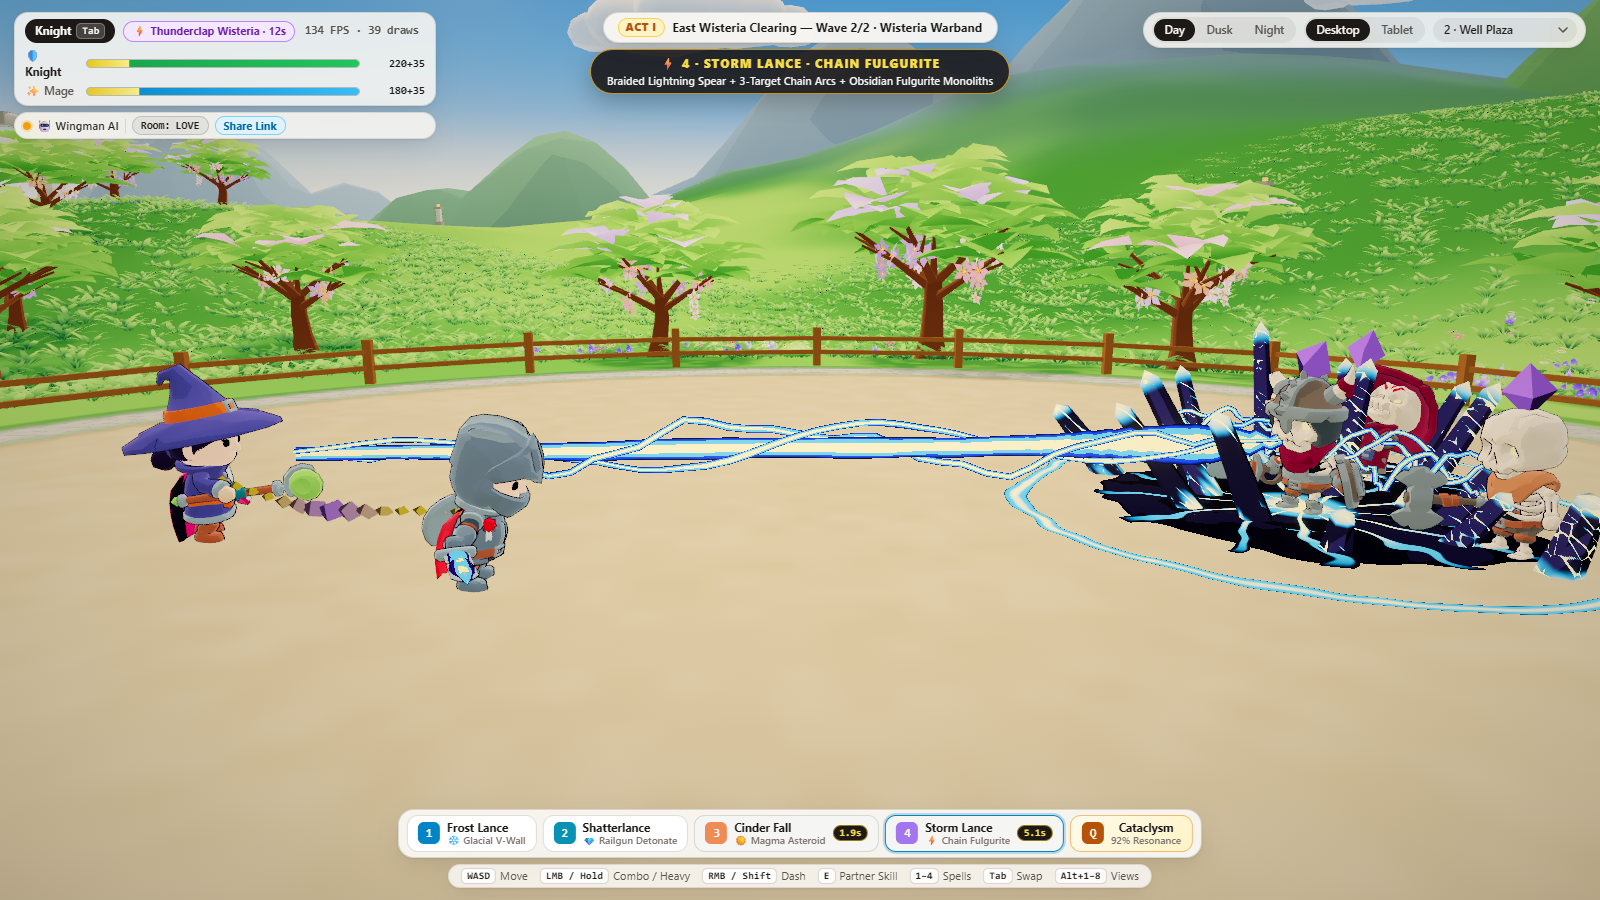 Knight Tab
Thunderclap Wisteria · 12s
134 FPS · 39 draws
Knight
220+35
Mage
180+35
Wingman AI
Room: LOVE
Share Link
ACT I East Wisteria Clearing — Wave 2/2 · Wisteria Warband
4 · STORM LANCE · CHAIN FULGURITE
Braided Lightning Spear + 3-Target Chain Arcs + Obsidian Fulgurite Monoliths
Day Dusk Night
Desktop Tablet
2 · Well Plaza
1 Frost Lance
Glacial V-Wall
2 Shatterlance
Railgun Detonate
3 Cinder Fall
Magma Asteroid
1.9s
4 Storm Lance
Chain Fulgurite
5.1s
Q Cataclysm
92% Resonance
WASD Move LMB / Hold Combo / Heavy RMB / Shift Dash E Partner Skill 1–4 Spells Tab Swap Alt+1–8 Views